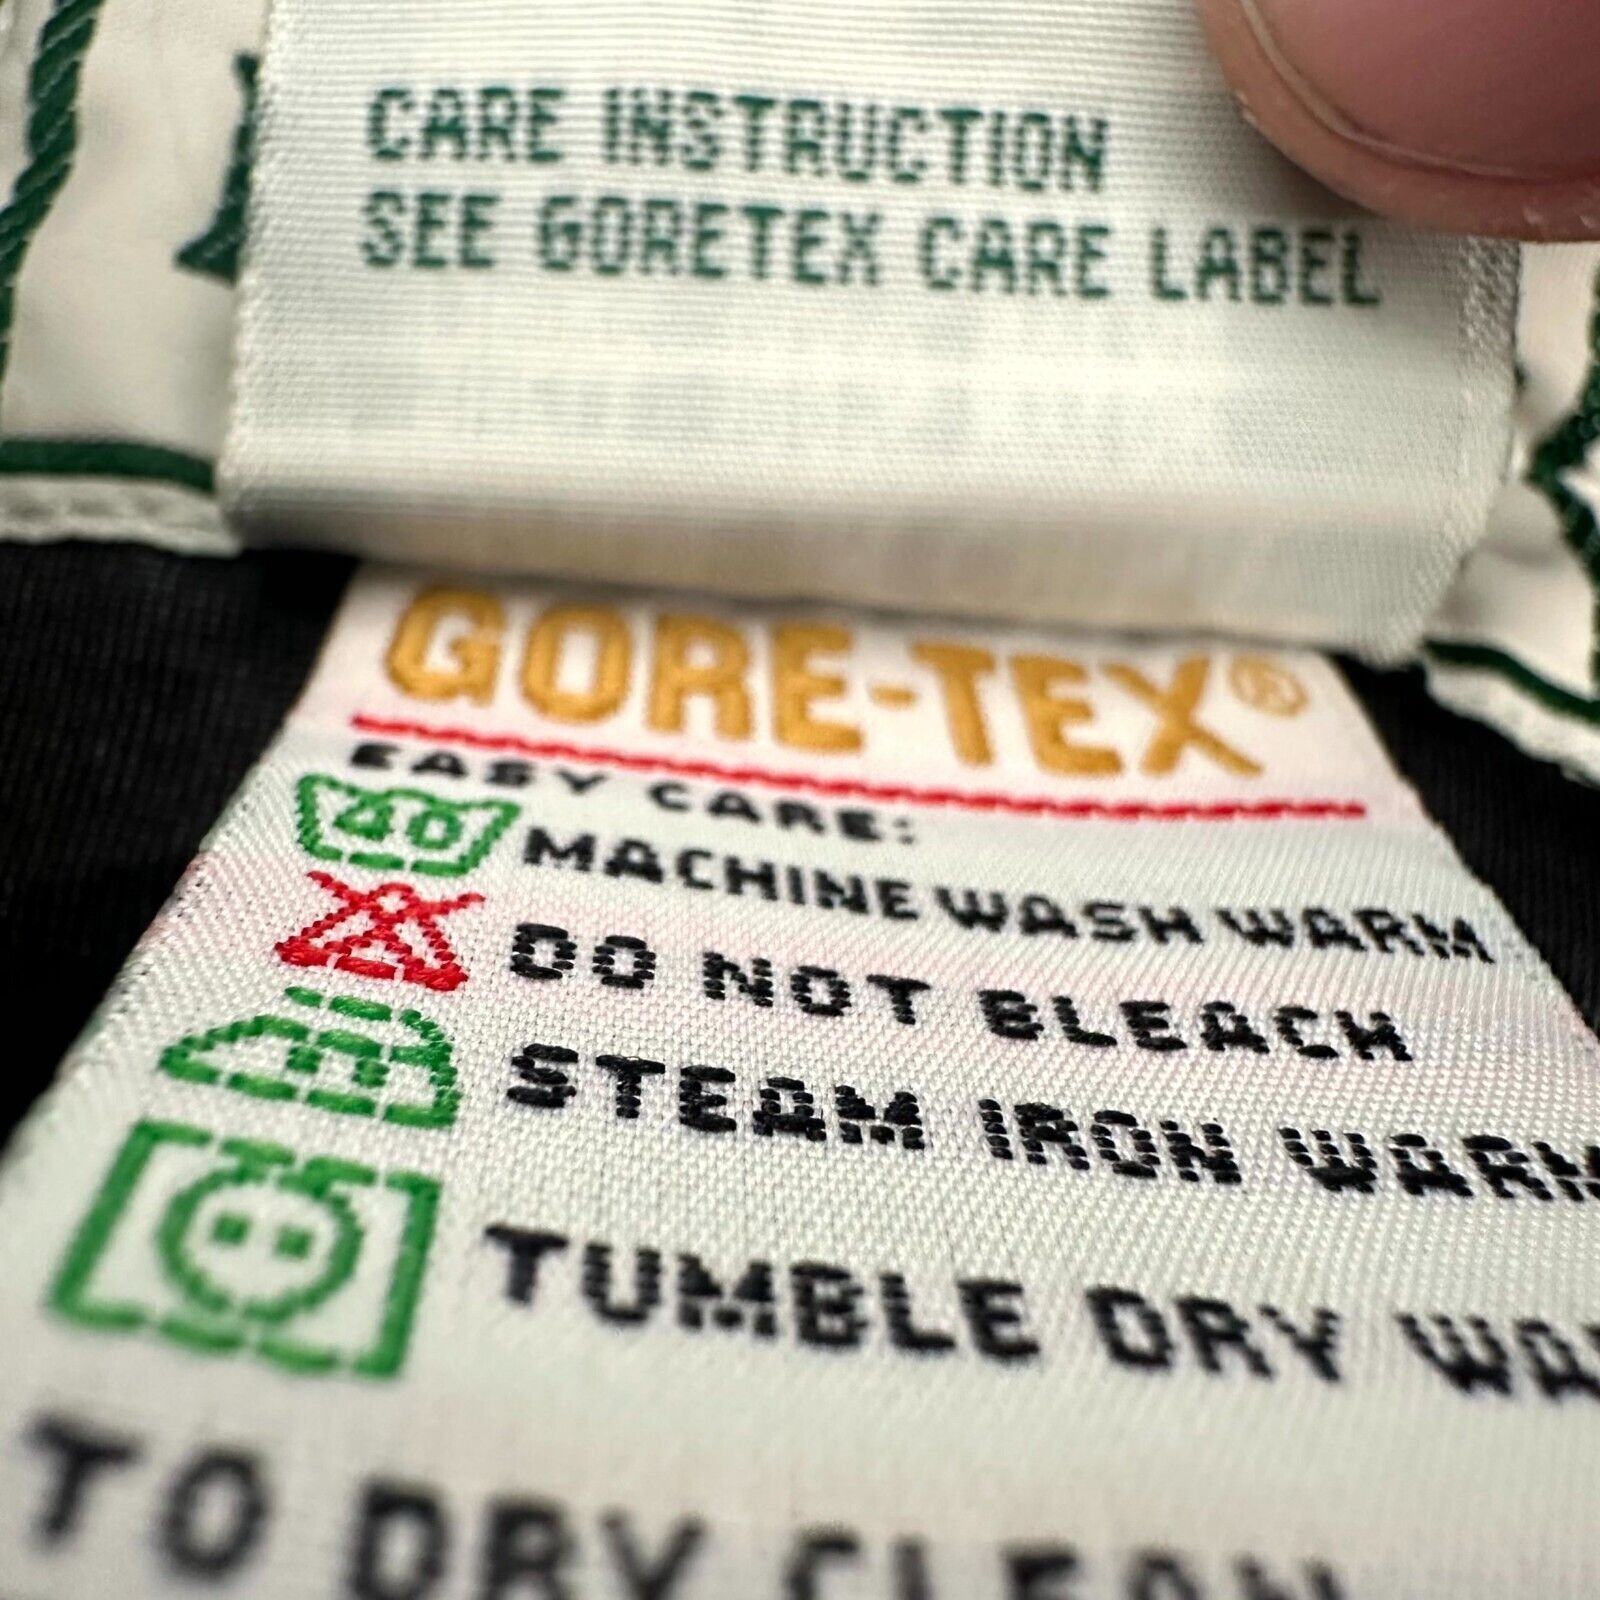 CARE INSTRUCTION
SEE GORETEX CARE LABEL
GORE-TEX®
EASY CARE:
40 MACHINE WASH WARM
DO NOT BLEACH
STEAM IRON WARM
TUMBLE DRY
TO DRY CLEAN